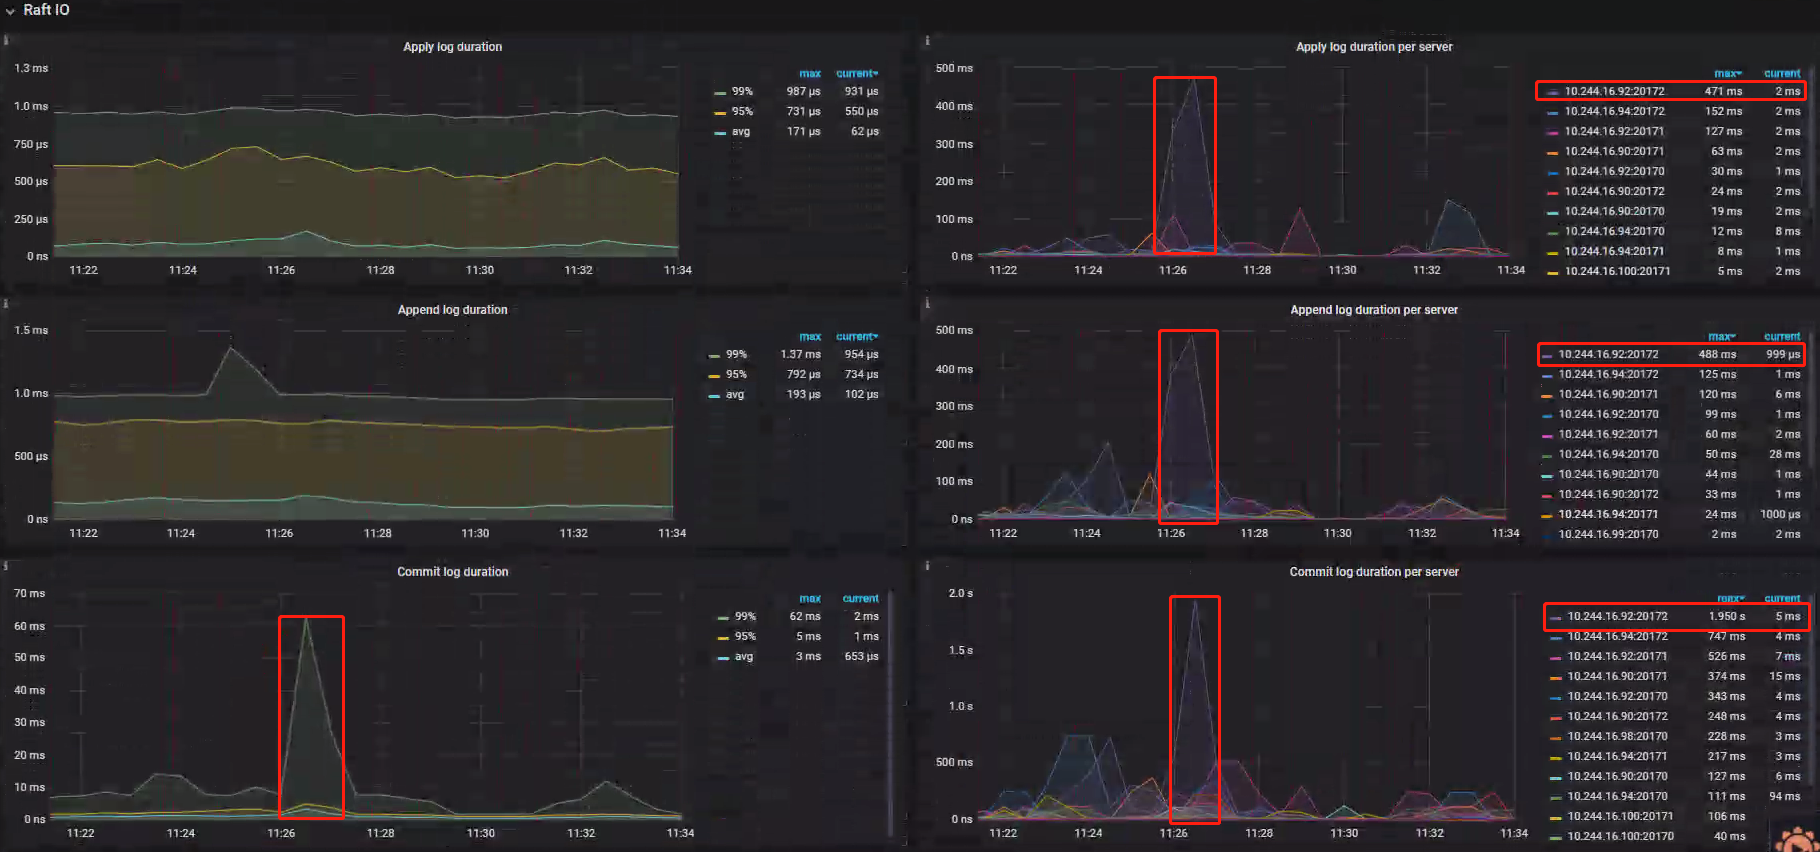 Raft IO
Apply log duration
1.3 ms
1.0 ms
750 µs
500 µs
250 µs
0 ns
11:22 11:24 11:26 11:28 11:30 11:32 11:34
max current
99% 987 µs 931 µs
95% 731 µs 550 µs
avg 171 µs 62 µs
Apply log duration per server
500 ms
400 ms
300 ms
200 ms
100 ms
0 ns
11:22 11:24 11:26 11:28 11:30 11:32 11:34
max current
10.244.16.92:20172 471 ms 2 ms
10.244.16.94:20172 152 ms 2 ms
10.244.16.92:20171 127 ms 2 ms
10.244.16.90:20171 63 ms 2 ms
10.244.16.92:20170 30 ms 1 ms
10.244.16.90:20172 24 ms 2 ms
10.244.16.90:20170 19 ms 2 ms
10.244.16.94:20170 12 ms 8 ms
10.244.16.94:20171 8 ms 1 ms
10.244.16.100:20171 5 ms 2 ms
Append log duration
1.5 ms
1.0 ms
500 µs
0 ns
11:22 11:24 11:26 11:28 11:30 11:32 11:34
max current
99% 1.37 ms 954 µs
95% 792 µs 734 µs
avg 193 µs 102 µs
Append log duration per server
500 ms
400 ms
300 ms
200 ms
100 ms
0 ns
11:22 11:24 11:26 11:28 11:30 11:32 11:34
max current
10.244.16.92:20172 488 ms 999 µs
10.244.16.94:20172 125 ms 1 ms
10.244.16.90:20171 120 ms 6 ms
10.244.16.92:20170 99 ms 1 ms
10.244.16.92:20171 60 ms 2 ms
10.244.16.94:20170 50 ms 28 ms
10.244.16.90:20170 44 ms 1 ms
10.244.16.90:20172 33 ms 1 ms
10.244.16.94:20171 24 ms 1000 µs
10.244.16.99:20170 2 ms 2 ms
Commit log duration
70 ms
60 ms
50 ms
40 ms
30 ms
20 ms
10 ms
0 ns
11:22 11:24 11:26 11:28 11:30 11:32 11:34
max current
99% 62 ms 2 ms
95% 5 ms 1 ms
avg 3 ms 653 µs
Commit log duration per server
2.0 s
1.5 s
1.0 s
500 ms
0 ns
11:22 11:24 11:26 11:28 11:30 11:32 11:34
max current
10.244.16.92:20172 1.950 s 5 ms
10.244.16.94:20172 747 ms 4 ms
10.244.16.92:20171 526 ms 7 ms
10.244.16.90:20171 374 ms 15 ms
10.244.16.92:20170 343 ms 4 ms
10.244.16.90:20172 248 ms 4 ms
10.244.16.98:20170 228 ms 3 ms
10.244.16.94:20171 217 ms 3 ms
10.244.16.90:20170 127 ms 6 ms
10.244.16.94:20170 111 ms 94 ms
10.244.16.100:20171 106 ms
10.244.16.100:20170 40 ms